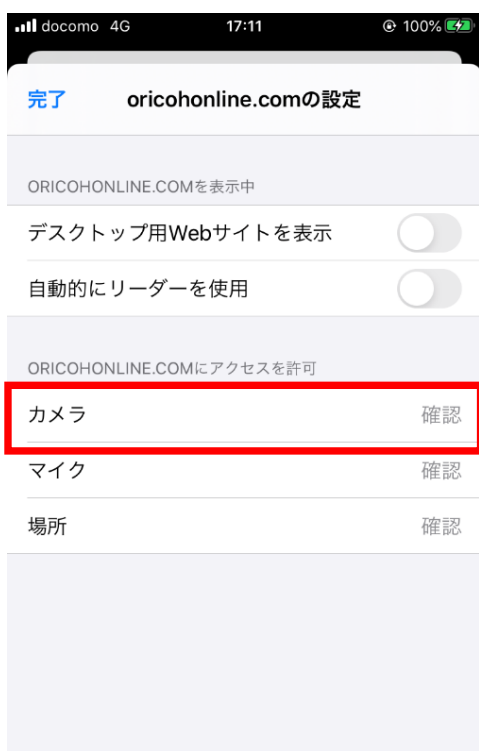 docomo 4G 17:11 100%
完了 oricohonline.comの設定
ORICOHONLINE.COMを表示中
デスクトップ用Webサイトを表示
自動的にリーダーを使用
ORICOHONLINE.COMにアクセスを許可
カメラ 確認
マイク 確認
場所 確認